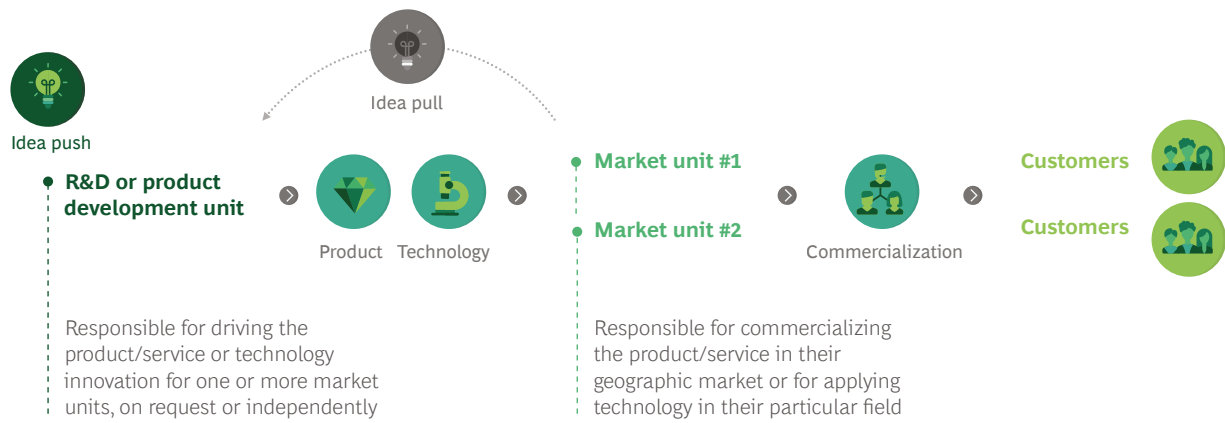 Idea pull
Idea push
R&D or product
development unit
Product
Technology
Market unit #1
Market unit #2
Commercialization
Customers
Customers
Responsible for driving the
product/service or technology
innovation for one or more market
units, on request or independently
Responsible for commercializing
the product/service in their
geographic market or for applying
technology in their particular field